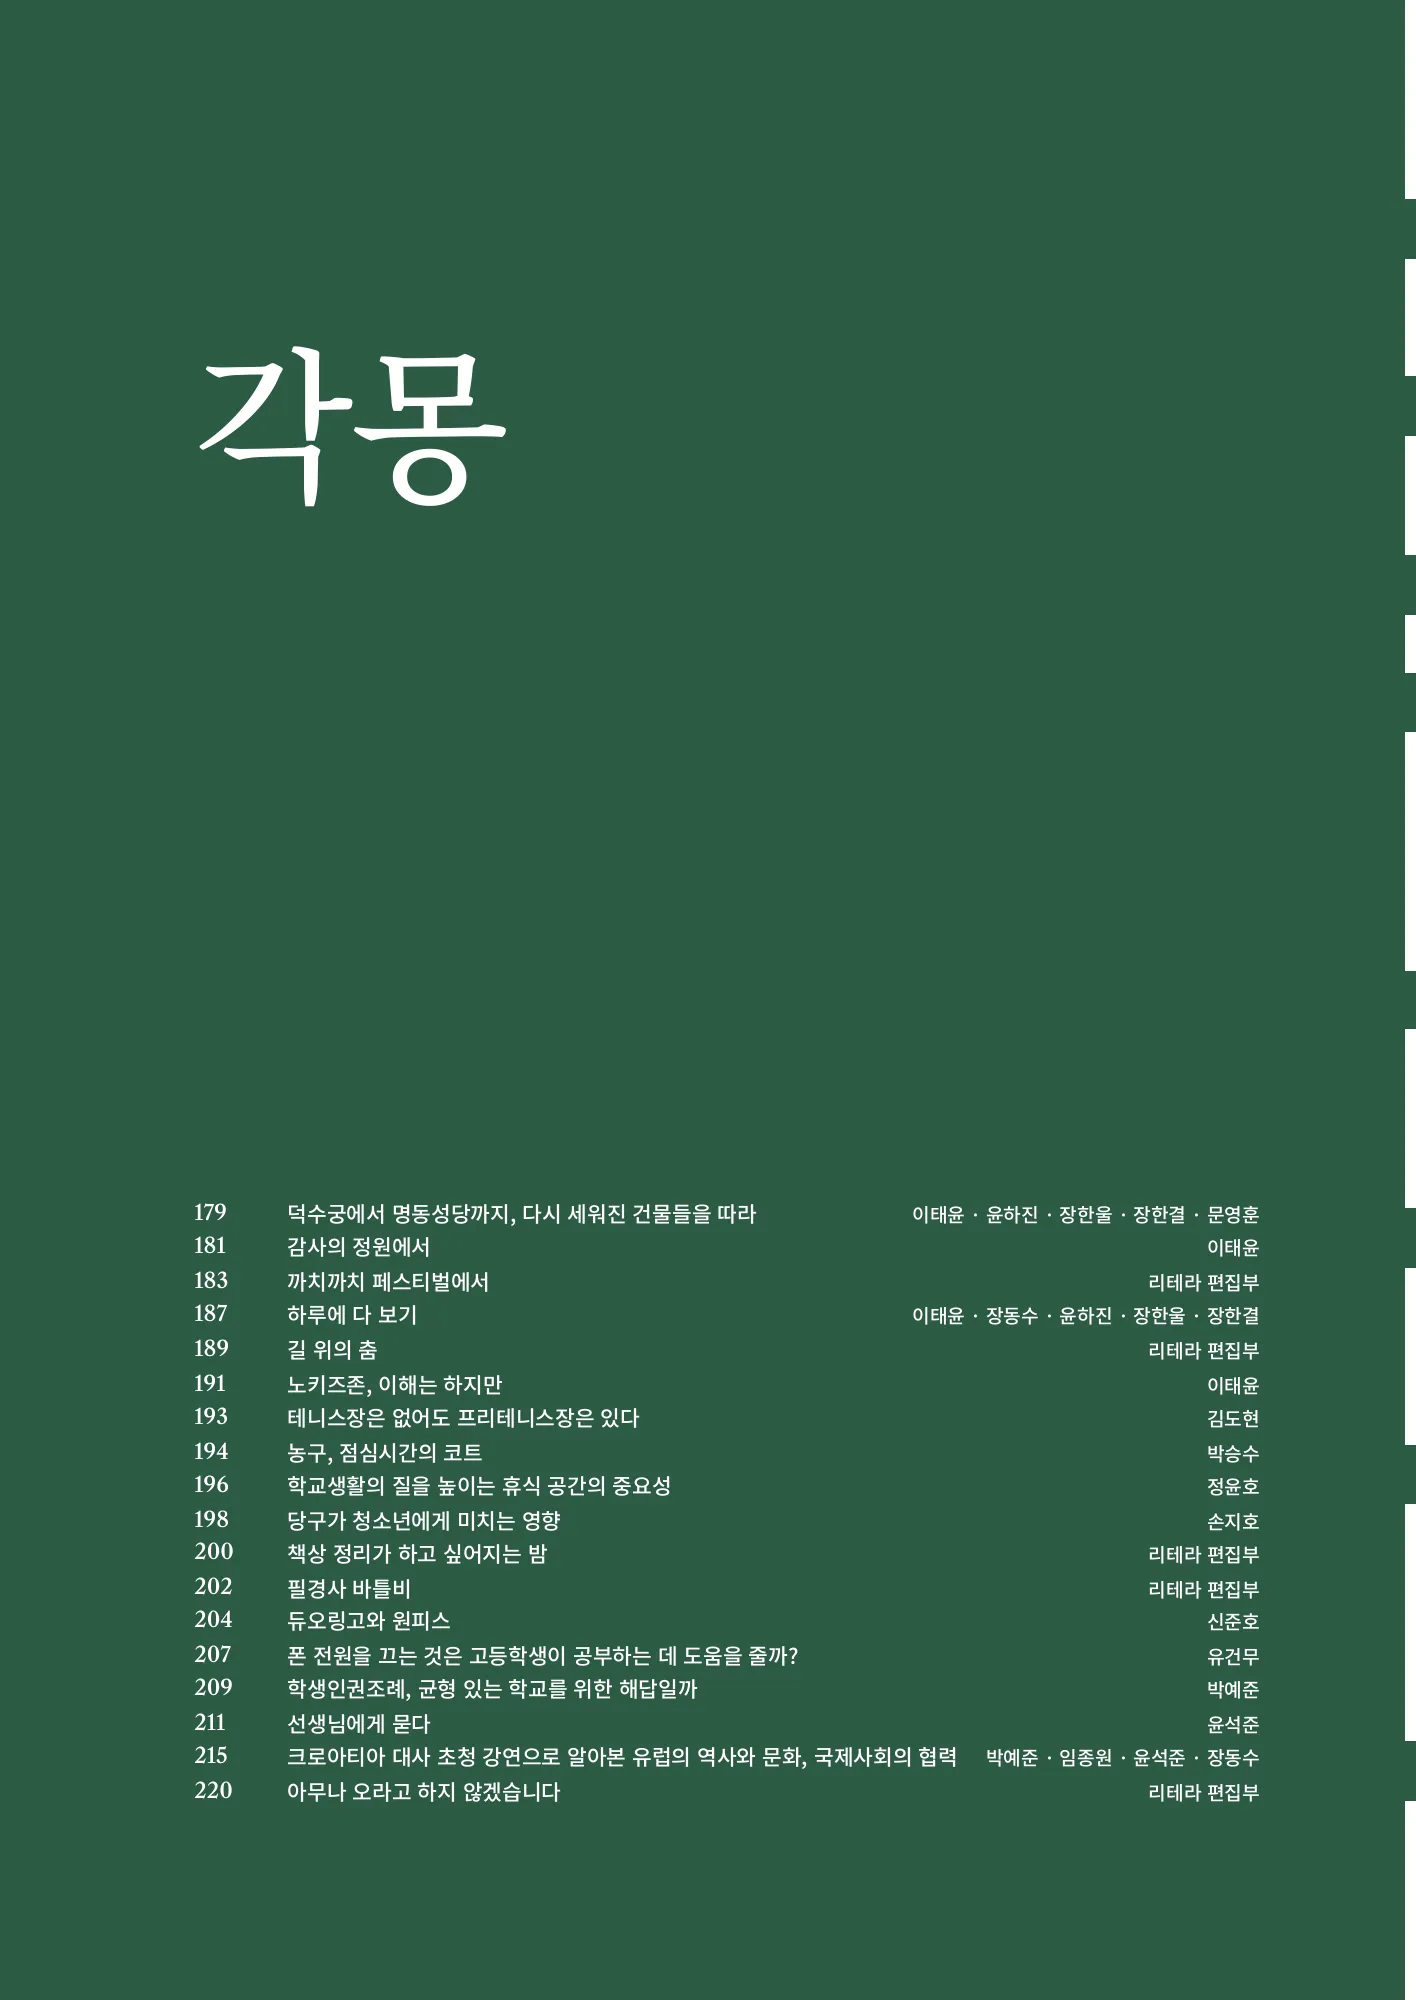 각몽
179 덕수궁에서 명동성당까지, 다시 세워진 건물들을 따라 이태윤 · 윤하진 · 장한울 · 장한결 · 문영훈
181 감사의 정원에서 이태윤
183 까치까치 페스티벌에서 리테라 편집부
187 하루에 다 보기 이태윤 · 장동수 · 윤하진 · 장한울 · 장한결
189 길 위의 춤 리테라 편집부
191 노키즈존, 이해는 하지만 이태윤
193 테니스장은 없어도 프리테니스장은 있다 김도현
194 농구, 점심시간의 코트 박승수
196 학교생활의 질을 높이는 휴식 공간의 중요성 정윤호
198 당구가 청소년에게 미치는 영향 손지호
200 책상 정리가 하고 싶어지는 밤 리테라 편집부
202 필경사 바틀비 리테라 편집부
204 듀오링고와 원피스 신준호
207 폰 전원을 끄는 것은 고등학생이 공부하는 데 도움을 줄까? 유건무
209 학생인권조례, 균형 있는 학교를 위한 해답일까 박예준
211 선생님에게 묻다 윤석준
215 크로아티아 대사 초청 강연으로 알아본 유럽의 역사와 문화, 국제사회의 협력 박예준 · 임종원 · 윤석준 · 장동수
220 아무나 오라고 하지 않겠습니다 리테라 편집부